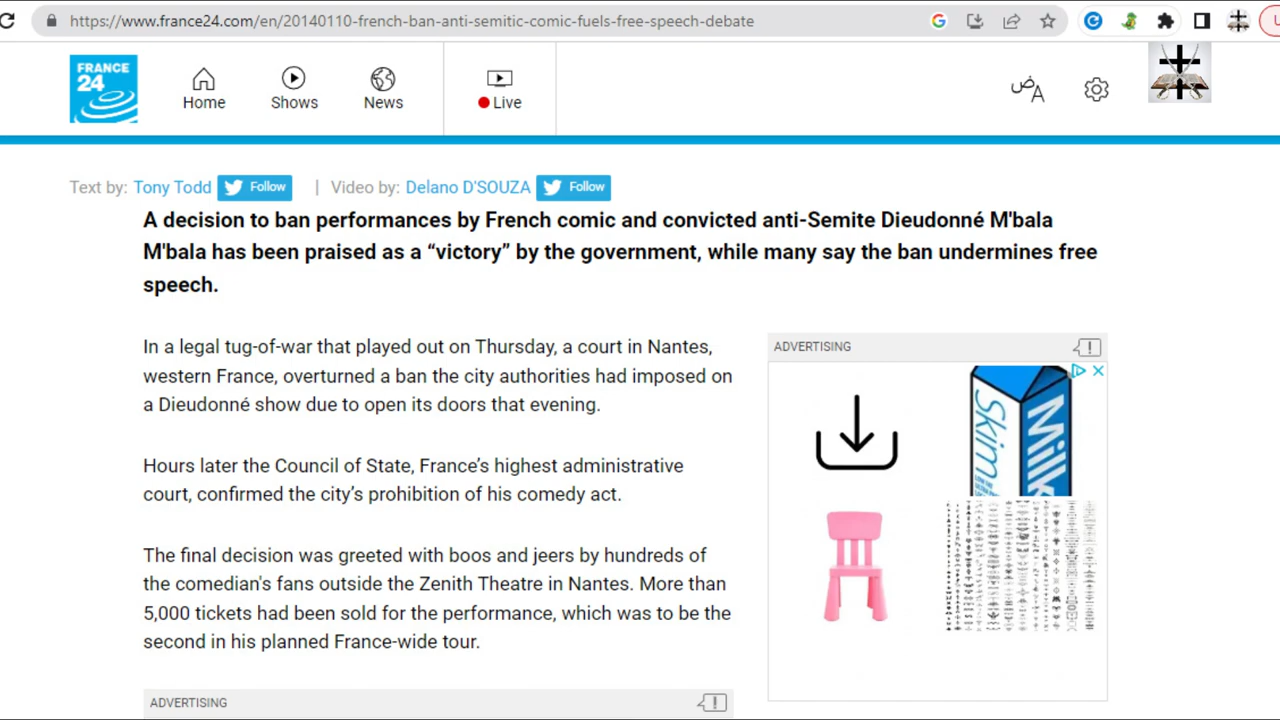 https://www.france24.com/en/20140110-french-ban-anti-semitic-comic-fuels-free-speech-debate
FRANCE
24
Home
Shows
News
Live
Text by: Tony Todd Follow | Video by: Delano D'SOUZA Follow
A decision to ban performances by French comic and convicted anti-Semite Dieudonné M'bala
M'bala has been praised as a “victory” by the government, while many say the ban undermines free
speech.
In a legal tug-of-war that played out on Thursday, a court in Nantes,
western France, overturned a ban the city authorities had imposed on
a Dieudonné show due to open its doors that evening.
Hours later the Council of State, France’s highest administrative
court, confirmed the city’s prohibition of his comedy act.
The final decision was greeted with boos and jeers by hundreds of
the comedian's fans outside the Zenith Theatre in Nantes. More than
5,000 tickets had been sold for the performance, which was to be the
second in his planned France-wide tour.
ADVERTISING
Skim
Milk
ADVERTISING